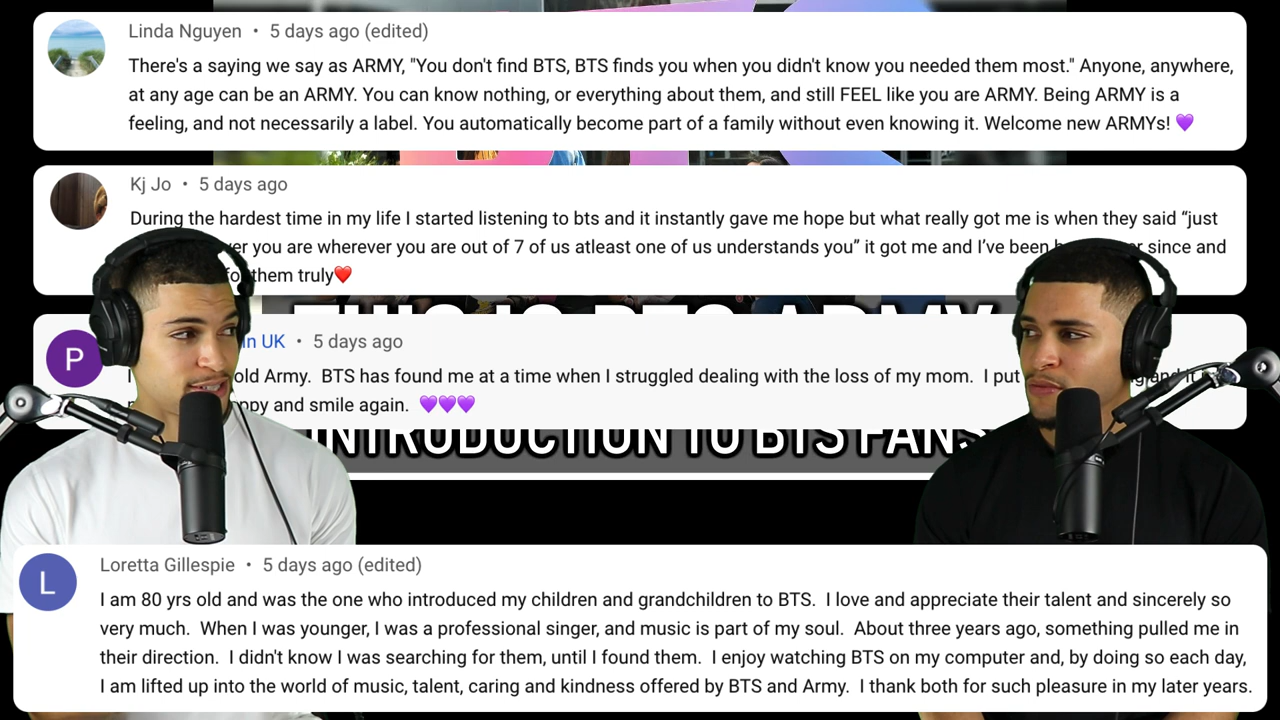 Linda Nguyen • 5 days ago (edited)
There's a saying we say as ARMY, "You don't find BTS, BTS finds you when you didn't know you needed them most." Anyone, anywhere,
at any age can be an ARMY. You can know nothing, or everything about them, and still FEEL like you are ARMY. Being ARMY is a
feeling, and not necessarily a label. You automatically become part of a family without even knowing it. Welcome new ARMYs! 💜
Kj Jo • 5 days ago
During the hardest time in my life I started listening to bts and it instantly gave me hope but what really got me is when they said “just
you are wherever you are out of 7 of us atleast one of us understands you” it got me and I’ve been since and
them truly❤️
THIS IS BTS ARMY
P
UK • 5 days ago
I old Army. BTS has found me at a time when I struggled dealing with the loss of my mom. I put and it
and smile again. 💜💜💜
INTRODUCTION TO BTS FANS
L
Loretta Gillespie • 5 days ago (edited)
I am 80 yrs old and was the one who introduced my children and grandchildren to BTS. I love and appreciate their talent and sincerely so
very much. When I was younger, I was a professional singer, and music is part of my soul. About three years ago, something pulled me in
their direction. I didn't know I was searching for them, until I found them. I enjoy watching BTS on my computer and, by doing so each day,
I am lifted up into the world of music, talent, caring and kindness offered by BTS and Army. I thank both for such pleasure in my later years.